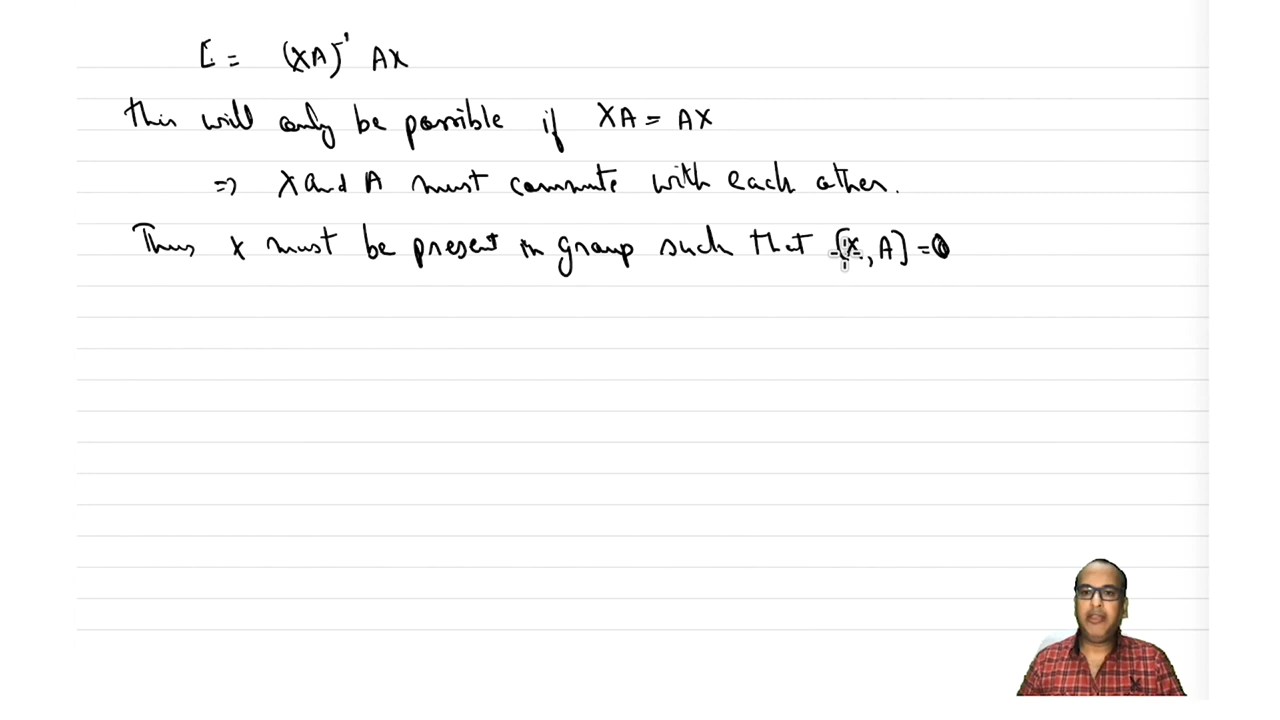 E = (XA)⁻¹ AX
this will only be possible if XA = AX
⇒ X and A must commute with each other.
Thus X must be present in group such that [X, A] = 0